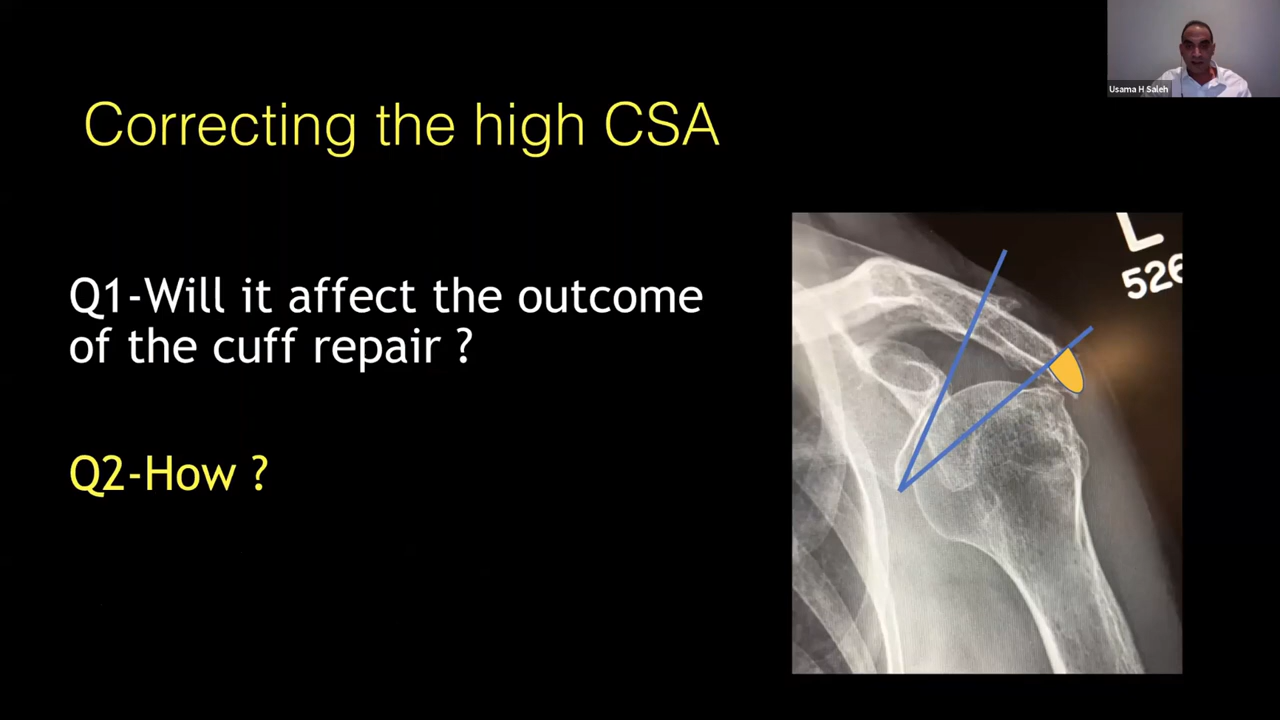 Usama H Saleh
Correcting the high CSA
Q1-Will it affect the outcome
of the cuff repair ?
Q2-How ?
L
526